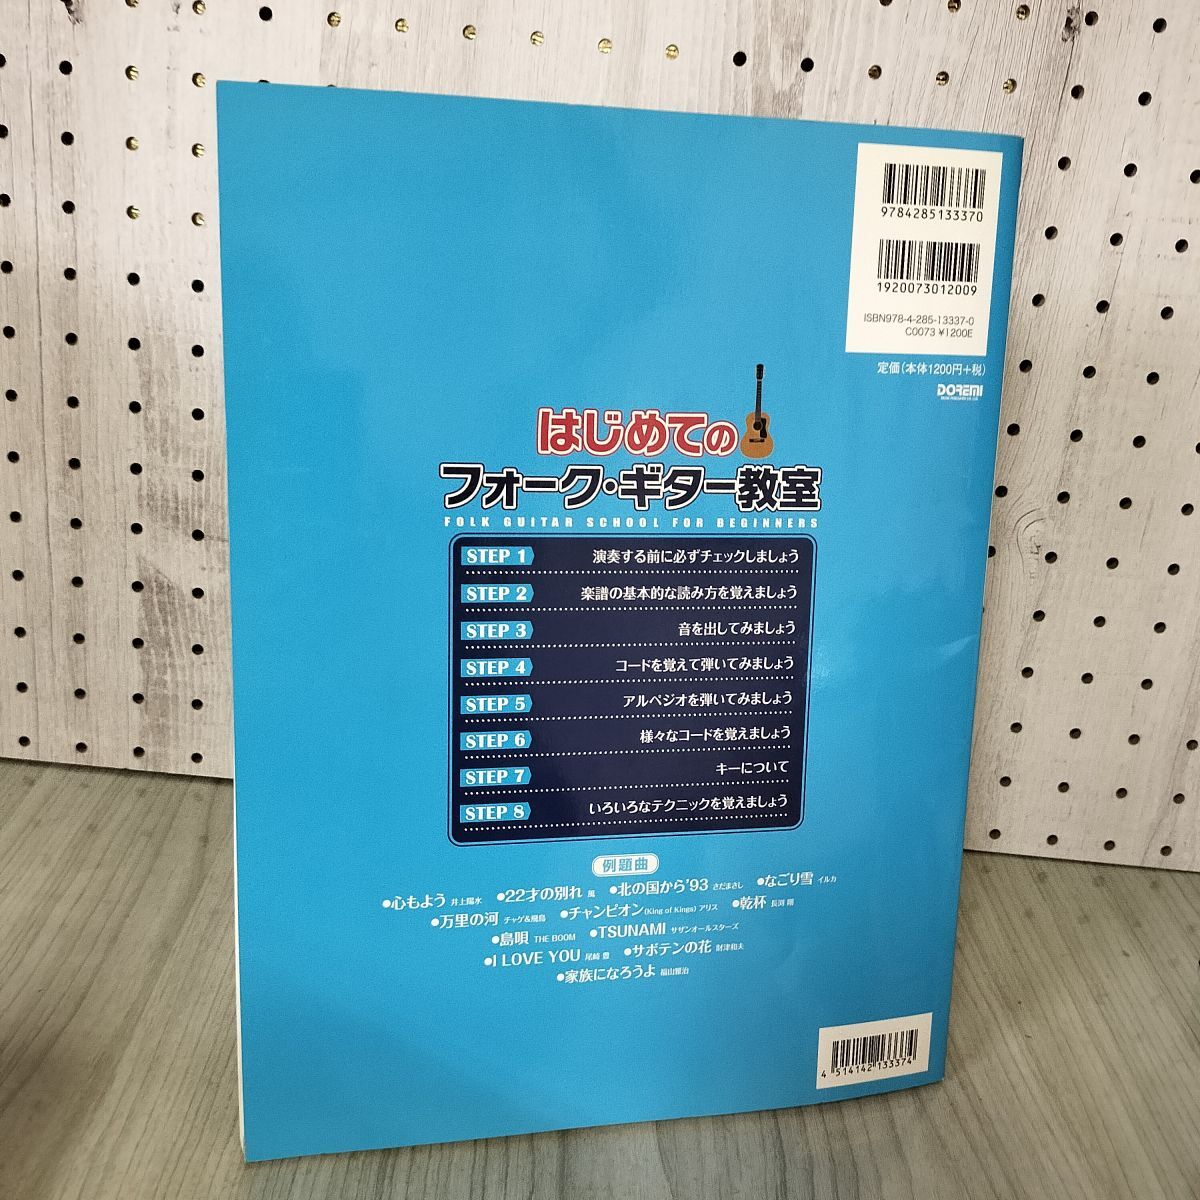 9784285133370
1920073012009
ISBN978-4-285-13337-0
C0073 ¥1200E
定価(本体1200円+税)
DOREMI
はじめての
フォーク・ギター教室
FOLK GUITAR SCHOOL FOR BEGINNERS
STEP 1 演奏する前に必ずチェックしましょう
STEP 2 楽譜の基本的な読み方を覚えましょう
STEP 3 音を出してみましょう
STEP 4 コードを覚えて弾いてみましょう
STEP 5 アルペジオを弾いてみましょう
STEP 6 様々なコードを覚えましょう
STEP 7 キーについて
STEP 8 いろいろなテクニックを覚えましょう
例題曲
●心もよう 井上陽水 ●22才の別れ 風 ●北の国から'93 さだまさし ●なごり雪 イルカ
●万里の河 チャゲ&飛鳥 ●チャンピオン(King of Kings) アリス ●乾杯 長渕 剛
●島唄 THE BOOM ●TSUNAMI サザンオールスターズ
●I LOVE YOU 尾崎 豊 ●サボテンの花 財津和夫
●家族になろうよ 福山雅治
4 514142 133374